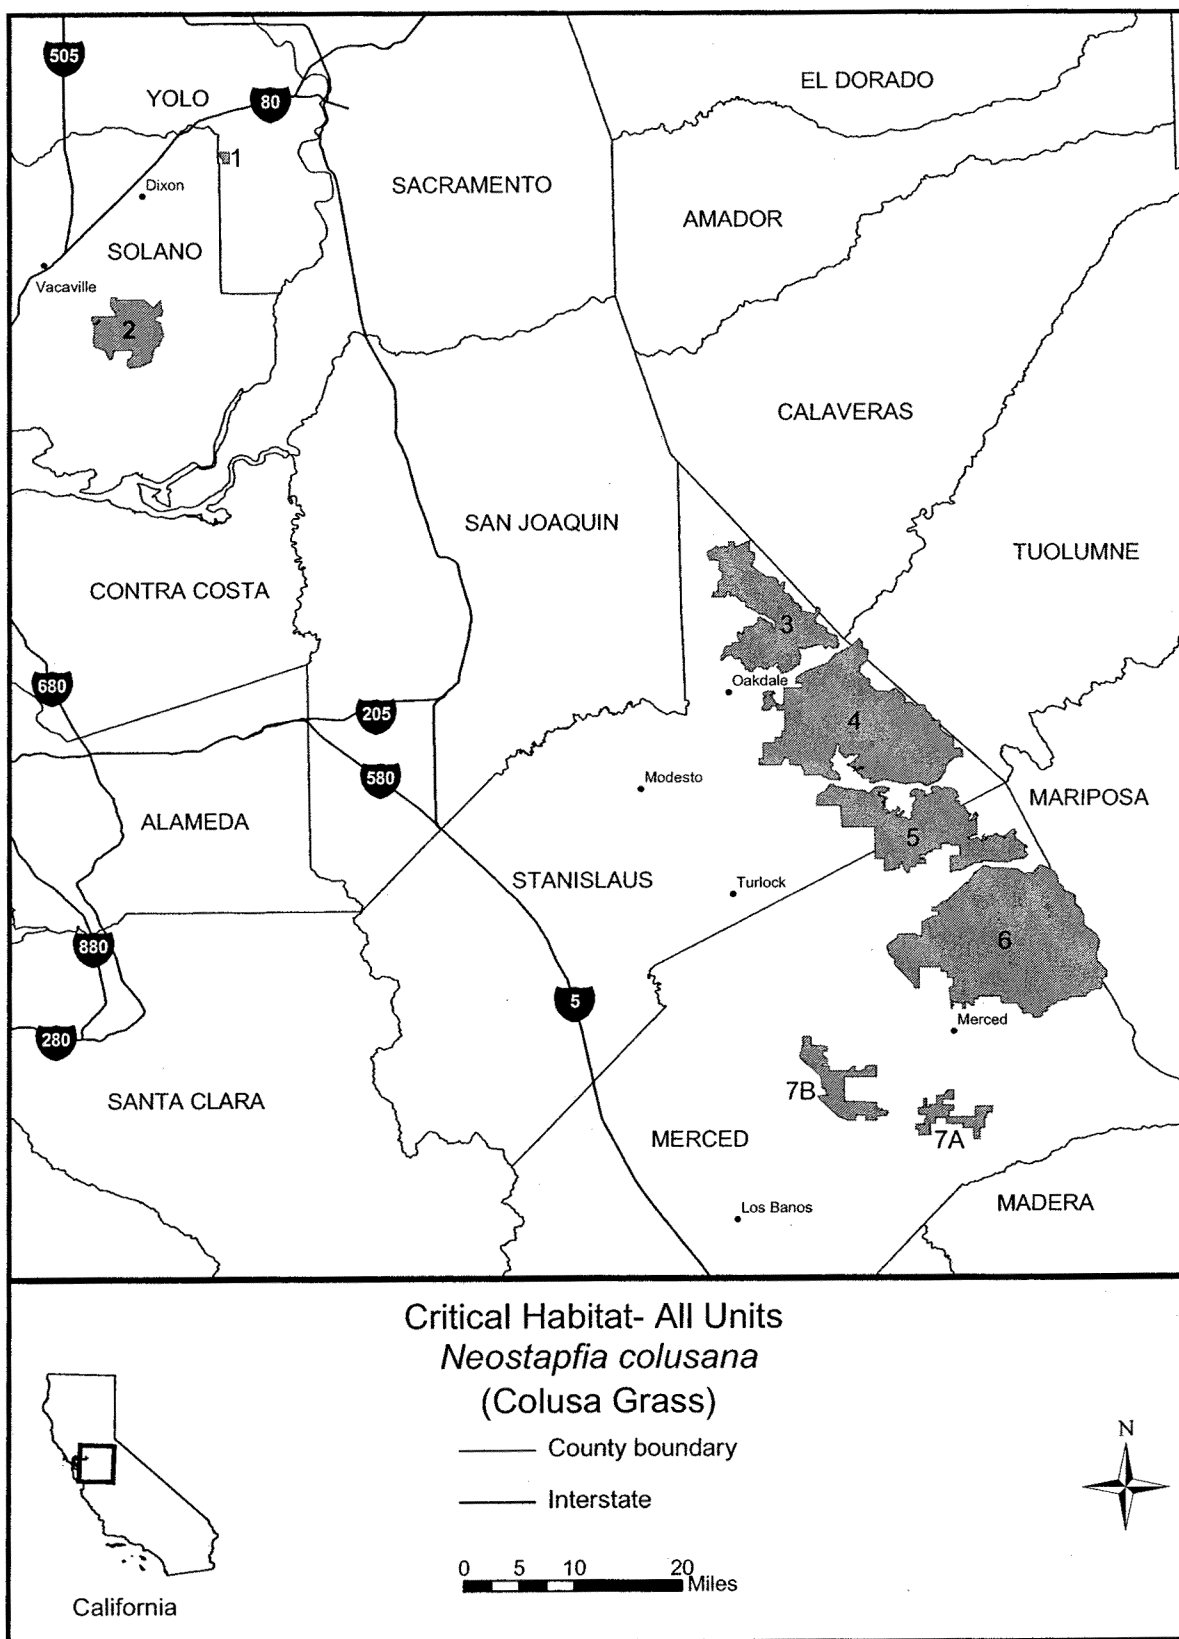 505
YOLO
80
EL DORADO
1
Dixon
SACRAMENTO
AMADOR
SOLANO
Vacaville
2
CALAVERAS
SAN JOAQUIN
TUOLUMNE
CONTRA COSTA
3
680
Oakdale
205
4
580
Modesto
MARIPOSA
ALAMEDA
5
STANISLAUS
Turlock
880
6
5
Merced
280
7B
SANTA CLARA
MERCED
7A
Los Banos
MADERA
Critical Habitat- All Units
Neostapfia colusana
(Colusa Grass)
County boundary
N
Interstate
0 5 10 20
Miles
California